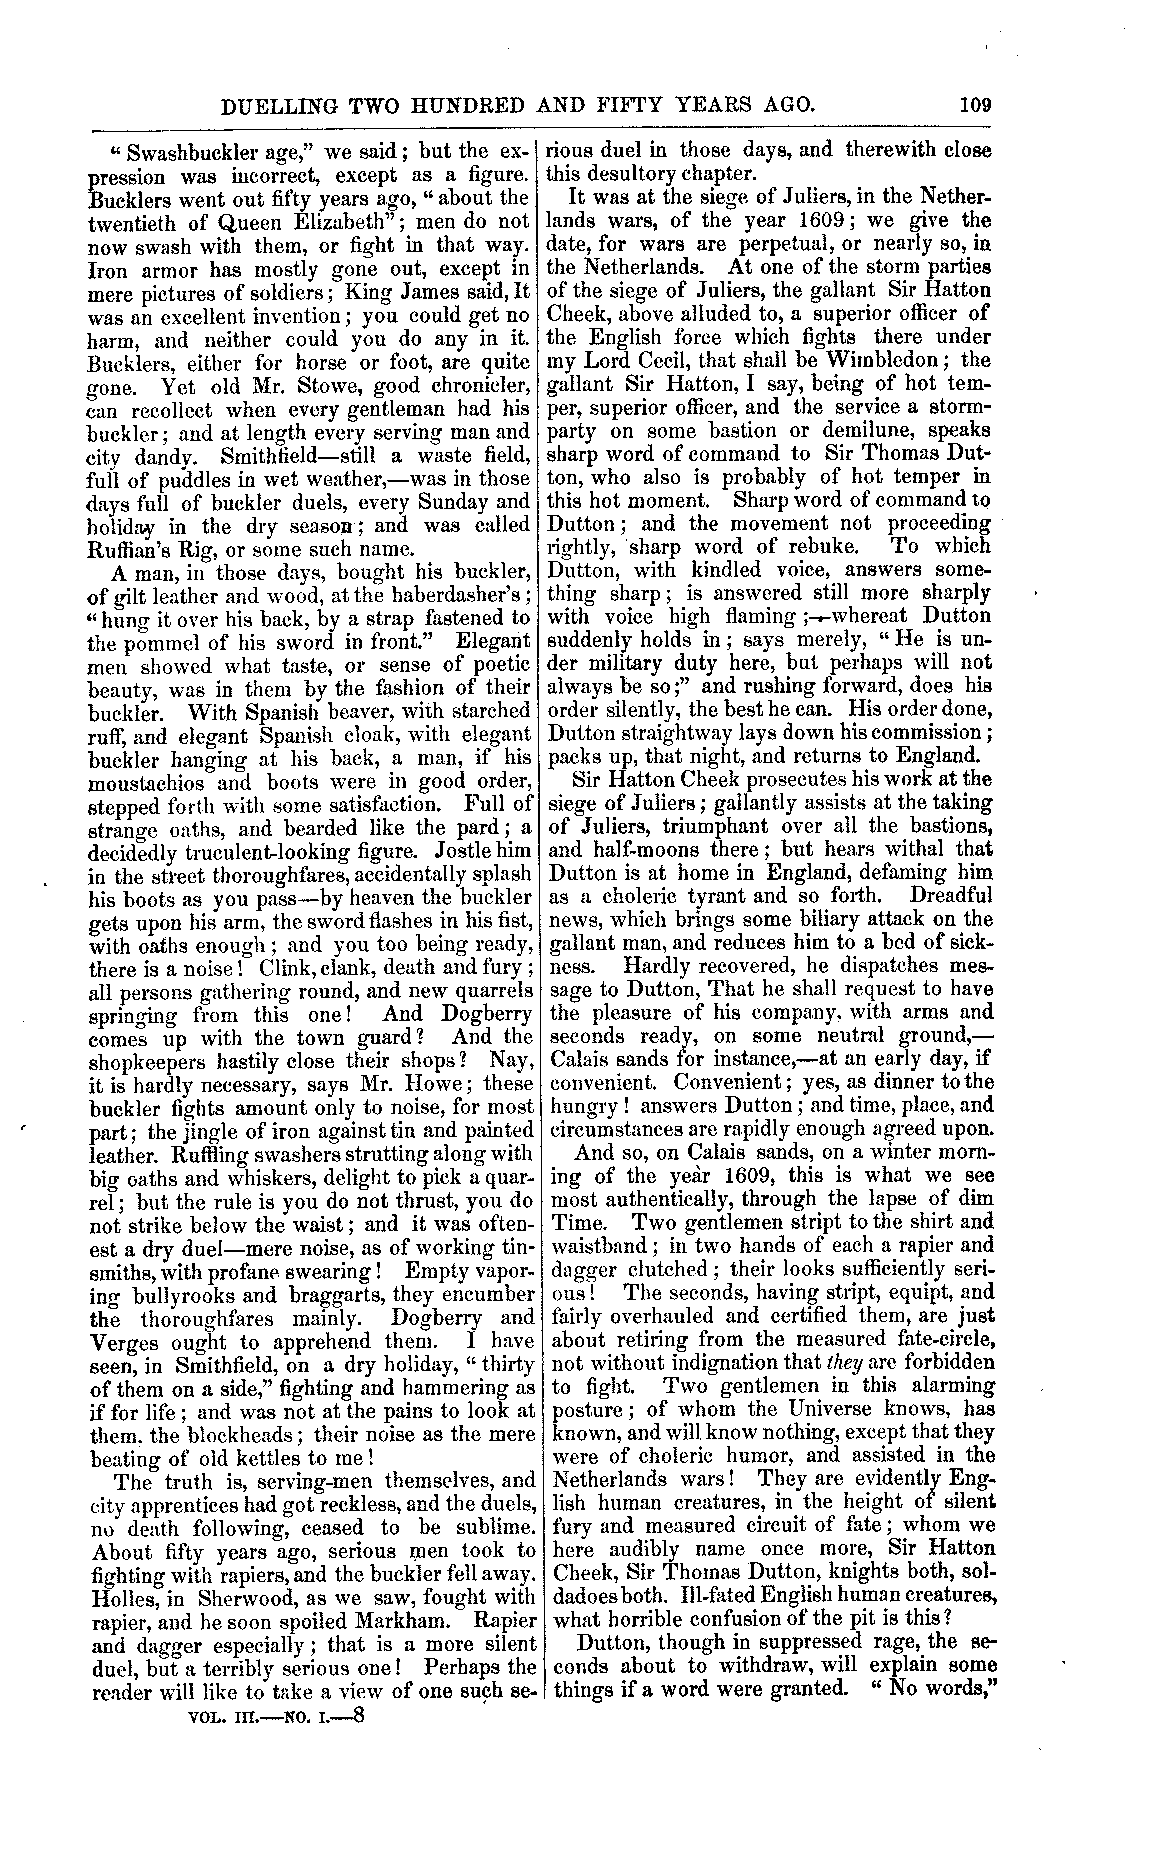 DUELLING TWO HUNDRED AND FIFTY YEARS AGO. 109
“ Swashbuckler age,” we said ; but the ex-
pression was incorrect, except as a figure.
Bucklers went out fifty years ago, “ about the
twentieth of Queen Elizabeth” ; men do not
now swash with them, or fight in that way.
Iron armor has mostly gone out, except in
mere pictures of soldiers ; King James said, It
was an excellent invention ; you could get no
harm, and neither could you do any in it.
Bucklers, either for horse or foot, are quite
gone. Yet old Mr. Stowe, good chronicler,
can recollect when every gentleman had his
buckler ; and at length every serving man and
city dandy. Smithfield—still a waste field,
full of puddles in wet weather,—was in those
days full of buckler duels, every Sunday and
holiday in the dry season ; and was called
Ruffian's Rig, or some such name.
A man, in those days, bought his buckler,
of gilt leather and wood, at the haberdasher's ;
“ hung it over his back, by a strap fastened to
the pommel of his sword in front.” Elegant
men showed what taste, or sense of poetic
beauty, was in them by the fashion of their
buckler. With Spanish beaver, with starched
ruff, and elegant Spanish cloak, with elegant
buckler hanging at his back, a man, if his
moustachios and boots were in good order,
stepped forth with some satisfaction. Full of
strange oaths, and bearded like the pard ; a
decidedly truculent-looking figure. Jostle him
in the street thoroughfares, accidentally splash
his boots as you pass—by heaven the buckler
gets upon his arm, the sword flashes in his fist,
with oaths enough ; and you too being ready,
there is a noise ! Clink, clank, death and fury ;
all persons gathering round, and new quarrels
springing from this one ! And Dogberry
comes up with the town guard ? And the
shopkeepers hastily close their shops ? Nay,
it is hardly necessary, says Mr. Howe ; these
buckler fights amount only to noise, for most
part ; the jingle of iron against tin and painted
leather. Ruffling swashers strutting along with
big oaths and whiskers, delight to pick a quar-
rel ; but the rule is you do not thrust, you do
not strike below the waist ; and it was often-
est a dry duel—mere noise, as of working tin-
smiths, with profane swearing ! Empty vapor-
ing bullyrooks and braggarts, they encumber
the thoroughfares mainly. Dogberry and
Verges ought to apprehend them. I have
seen, in Smithfield, on a dry holiday, “ thirty
of them on a side,” fighting and hammering as
if for life ; and was not at the pains to look at
them. the blockheads ; their noise as the mere
beating of old kettles to me !
The truth is, serving-men themselves, and
city apprentices had got reckless, and the duels,
no death following, ceased to be sublime.
About fifty years ago, serious men took to
fighting with rapiers, and the buckler fell away.
Holles, in Sherwood, as we saw, fought with
rapier, and he soon spoiled Markham. Rapier
and dagger especially ; that is a more silent
duel, but a terribly serious one ! Perhaps the
reader will like to take a view of one such se-
VOL. III.—NO. I.—8
rious duel in those days, and therewith close
this desultory chapter.
It was at the siege of Juliers, in the Nether-
lands wars, of the year 1609 ; we give the
date, for wars are perpetual, or nearly so, in
the Netherlands. At one of the storm parties
of the siege of Juliers, the gallant Sir Hatton
Cheek, above alluded to, a superior officer of
the English force which fights there under
my Lord Cecil, that shall be Wimbledon ; the
gallant Sir Hatton, I say, being of hot tem-
per, superior officer, and the service a storm-
party on some bastion or demilune, speaks
sharp word of command to Sir Thomas Dut-
ton, who also is probably of hot temper in
this hot moment. Sharp word of command to
Dutton ; and the movement not proceeding
rightly, sharp word of rebuke. To which
Dutton, with kindled voice, answers some-
thing sharp ; is answered still more sharply
with voice high flaming ;—whereat Dutton
suddenly holds in ; says merely, “ He is un-
der military duty here, but perhaps will not
always be so ;” and rushing forward, does his
order silently, the best he can. His order done,
Dutton straightway lays down his commission ;
packs up, that night, and returns to England.
Sir Hatton Cheek prosecutes his work at the
siege of Juliers ; gallantly assists at the taking
of Juliers, triumphant over all the bastions,
and half-moons there ; but hears withal that
Dutton is at home in England, defaming him
as a choleric tyrant and so forth. Dreadful
news, which brings some biliary attack on the
gallant man, and reduces him to a bed of sick-
ness. Hardly recovered, he dispatches mes-
sage to Dutton, That he shall request to have
the pleasure of his company, with arms and
seconds ready, on some neutral ground,—
Calais sands for instance,—at an early day, if
convenient. Convenient ; yes, as dinner to the
hungry ! answers Dutton ; and time, place, and
circumstances are rapidly enough agreed upon.
And so, on Calais sands, on a winter morn-
ing of the year 1609, this is what we see
most authentically, through the lapse of dim
Time. Two gentlemen stript to the shirt and
waistband ; in two hands of each a rapier and
dagger clutched ; their looks sufficiently seri-
ous ! The seconds, having stript, equipt, and
fairly overhauled and certified them, are just
about retiring from the measured fate-circle,
not without indignation that they are forbidden
to fight. Two gentlemen in this alarming
posture ; of whom the Universe knows, has
known, and will know nothing, except that they
were of choleric humor, and assisted in the
Netherlands wars ! They are evidently Eng-
lish human creatures, in the height of silent
fury and measured circuit of fate ; whom we
here audibly name once more, Sir Hatton
Cheek, Sir Thomas Dutton, knights both, sol-
dadoes both. Ill-fated English human creatures,
what horrible confusion of the pit is this ?
Dutton, though in suppressed rage, the se-
conds about to withdraw, will explain some
things if a word were granted. “ No words,”